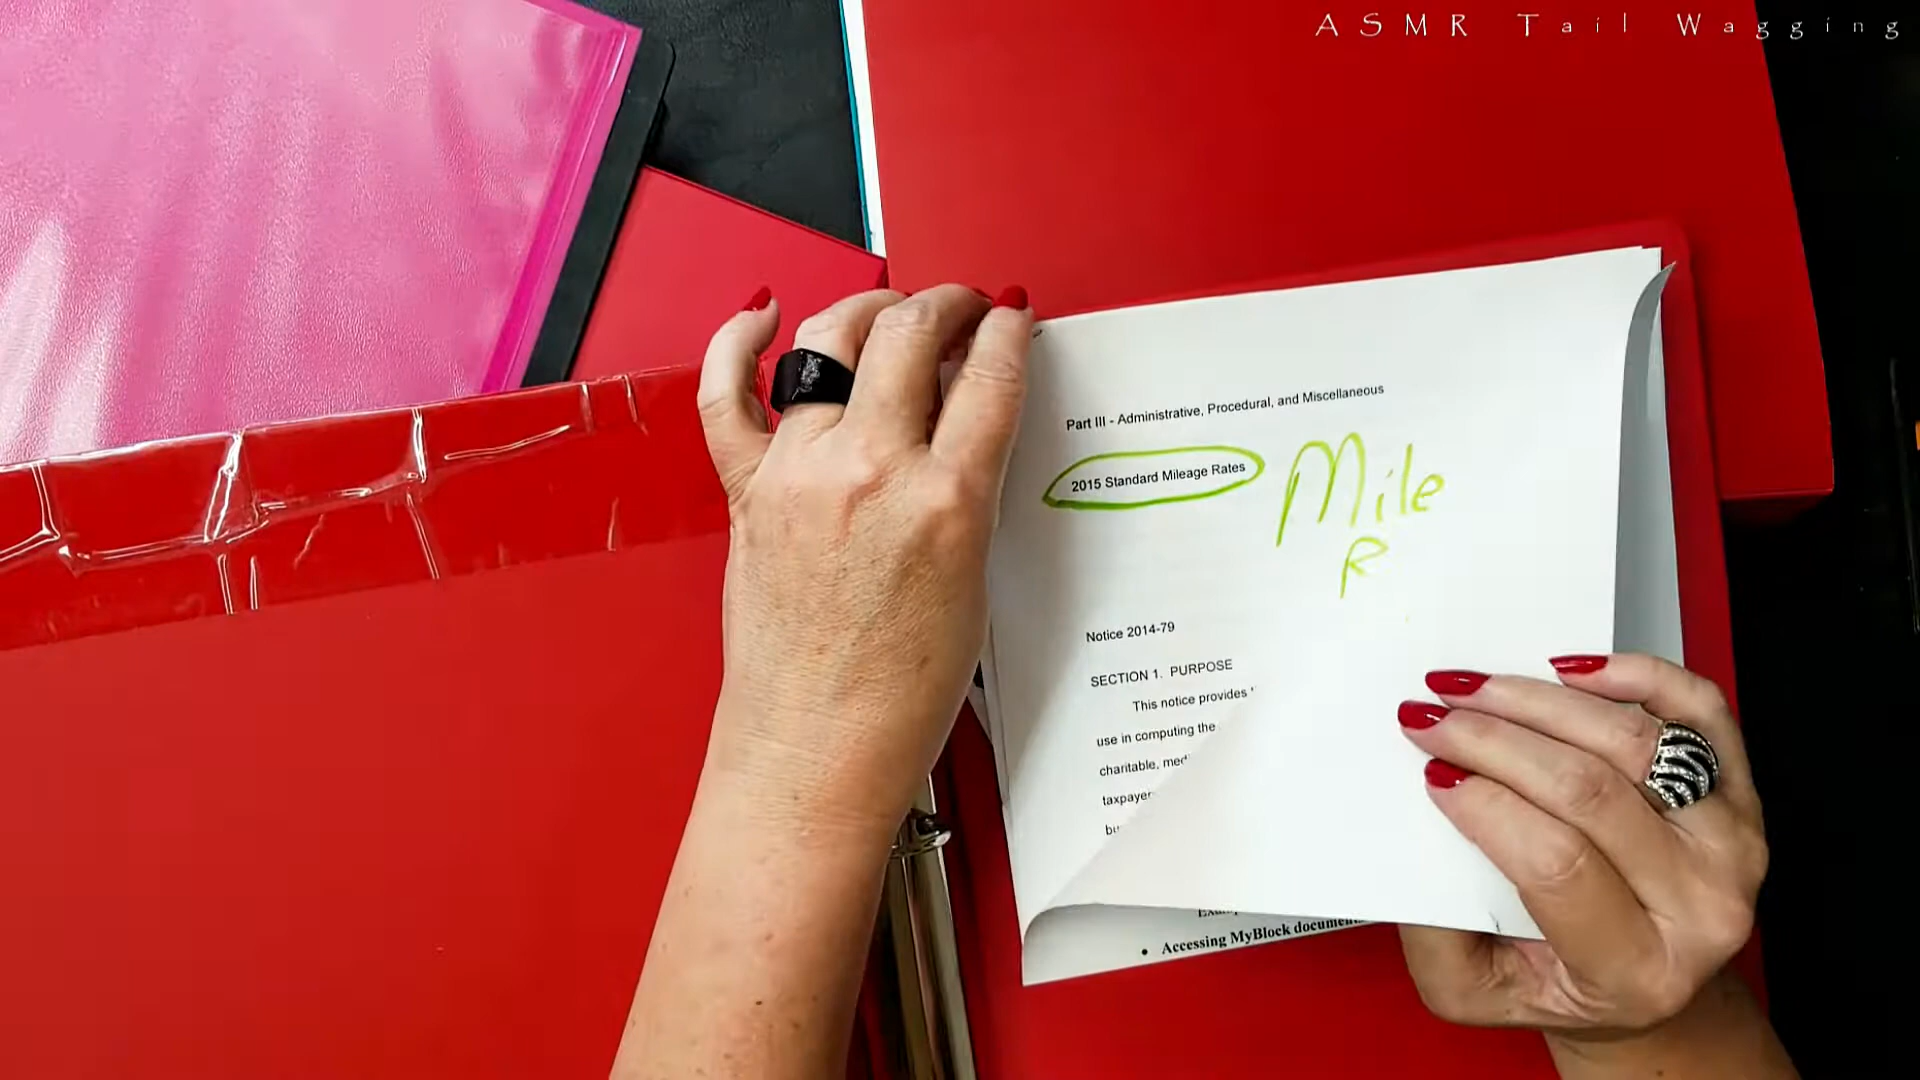 ASMR Tail Wagging
Part III - Administrative, Procedural, and Miscellaneous
2015 Standard Mileage Rates
Mile
R
Notice 2014-79
SECTION 1. PURPOSE
This notice provides
use in computing the
charitable,
taxpayer
• Accessing MyBlock